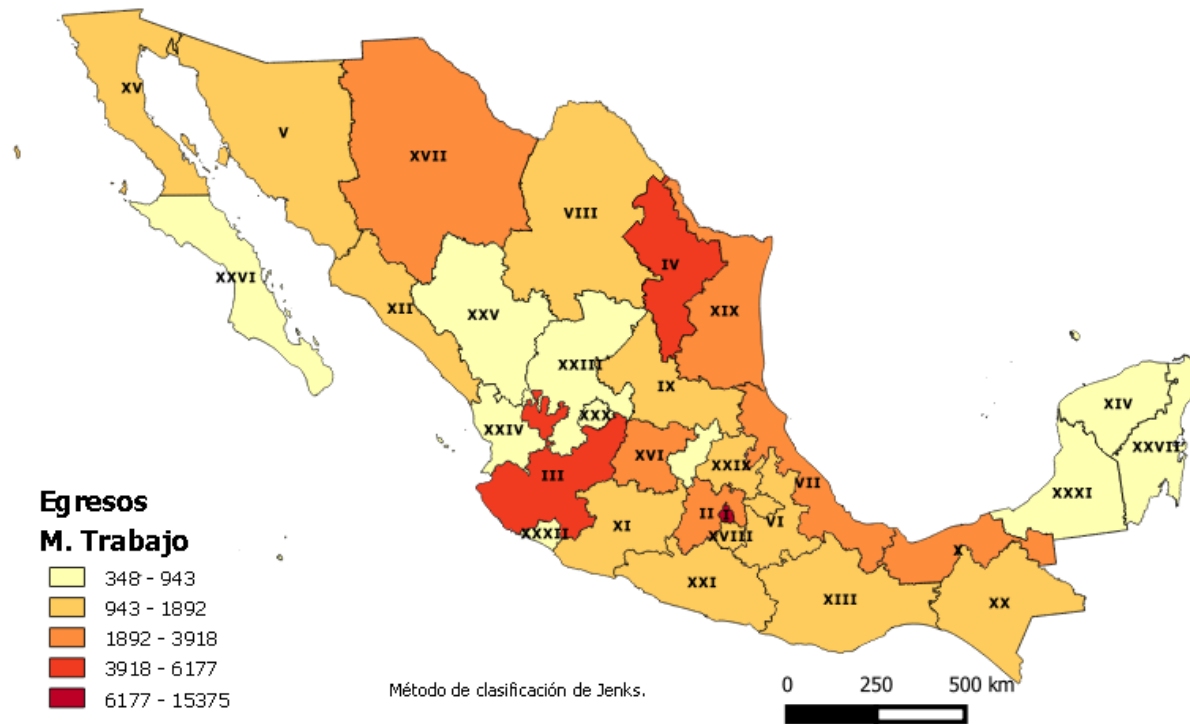 XV
V
XVII
VIII
IV
XXVI
XII
XXV
XIX
XXIII
IX
XXIV
XXX
XIV
XXVII
III
XVI
XXIX
VII
XXXI
II
I
VI
XI
XVIII
XXXII
X
XXI
XIII
XX
Egresos
M. Trabajo
348 - 943
943 - 1892
1892 - 3918
3918 - 6177
6177 - 15375
Método de clasificación de Jenks.
0 250 500 km